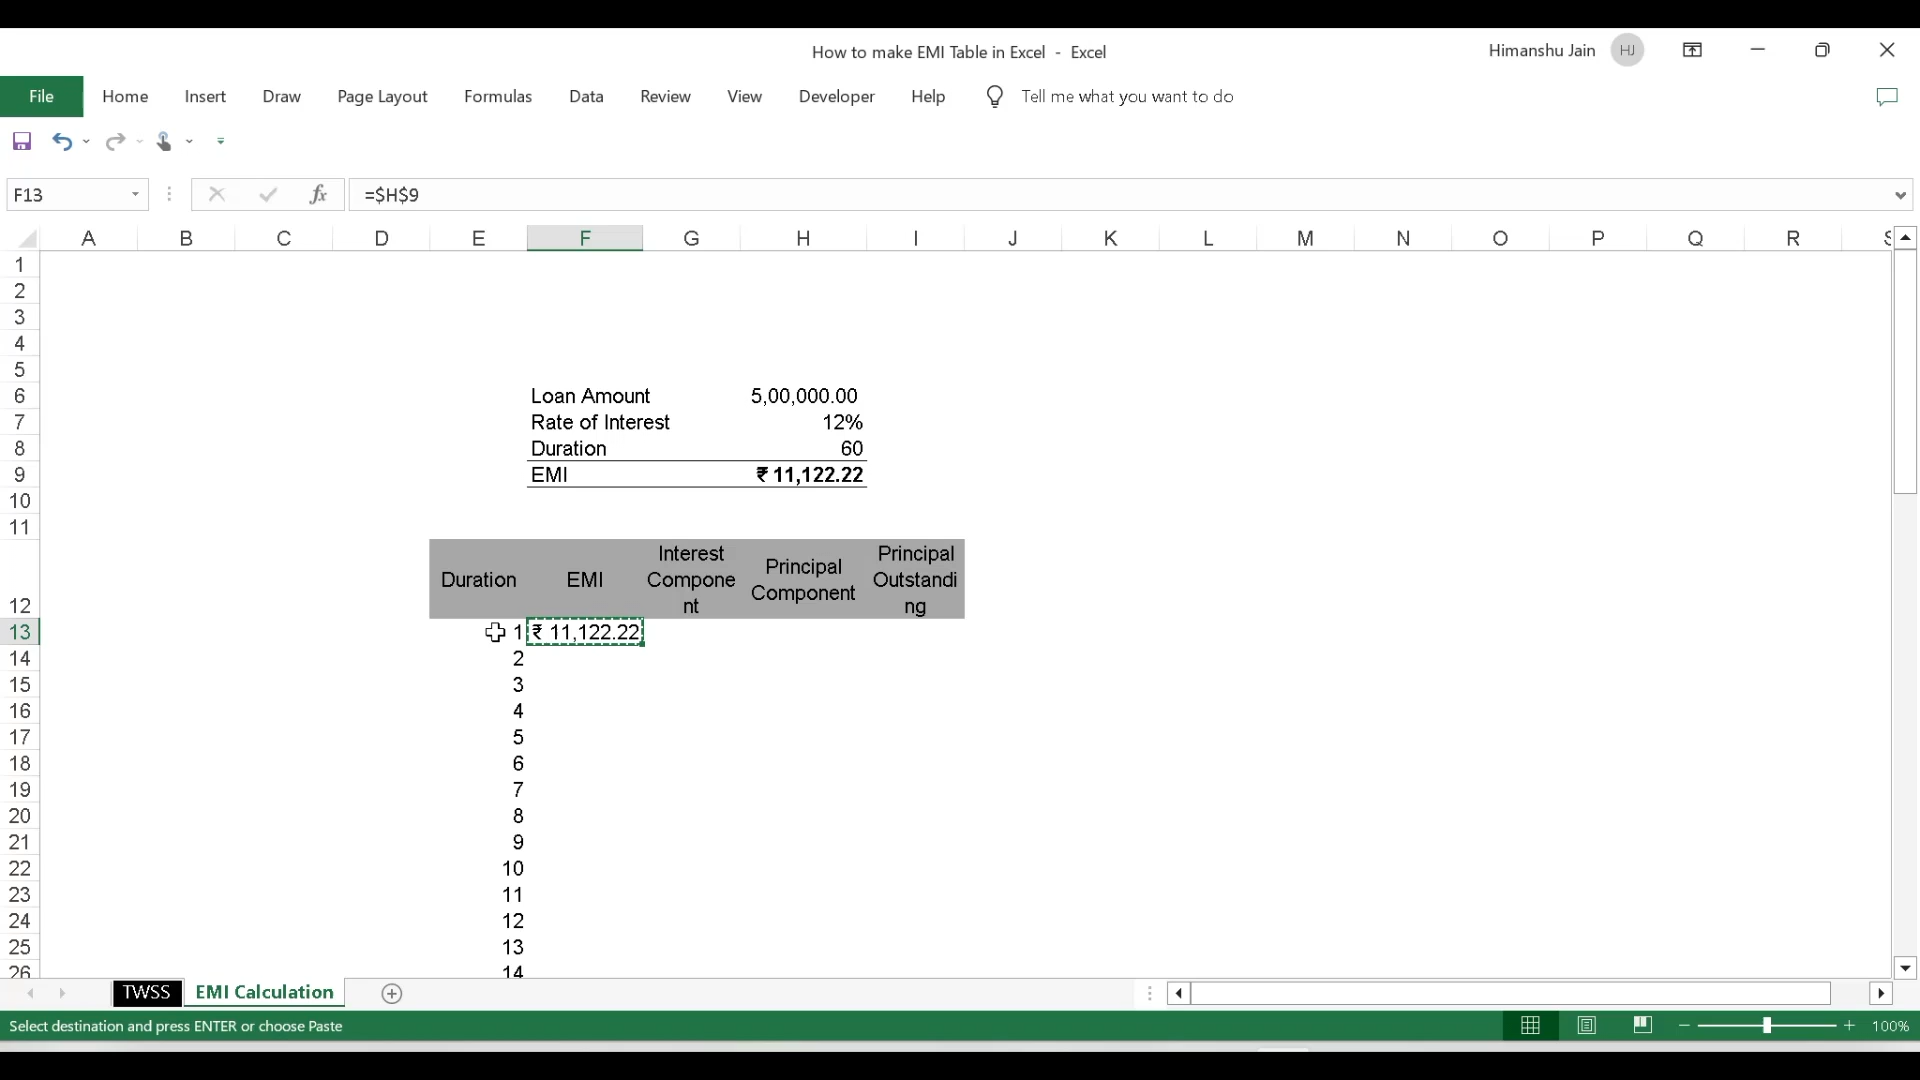 How to make EMI Table in Excel - Excel
Himanshu Jain HJ
File Home Insert Draw Page Layout Formulas Data Review View Developer Help Tell me what you want to do
F13 fx =$H$9
A B C D E F G H I J K L M N O P Q R
1
2
3
4
5
6 Loan Amount 5,00,000.00
7 Rate of Interest 12%
8 Duration 60
9 EMI ₹ 11,122.22
10
11
12 Duration EMI Interest Compone nt Principal Component Principal Outstandi ng
13 1 ₹ 11,122.22
14 2
15 3
16 4
17 5
18 6
19 7
20 8
21 9
22 10
23 11
24 12
25 13
26 14
TWSS EMI Calculation
Select destination and press ENTER or choose Paste 100%